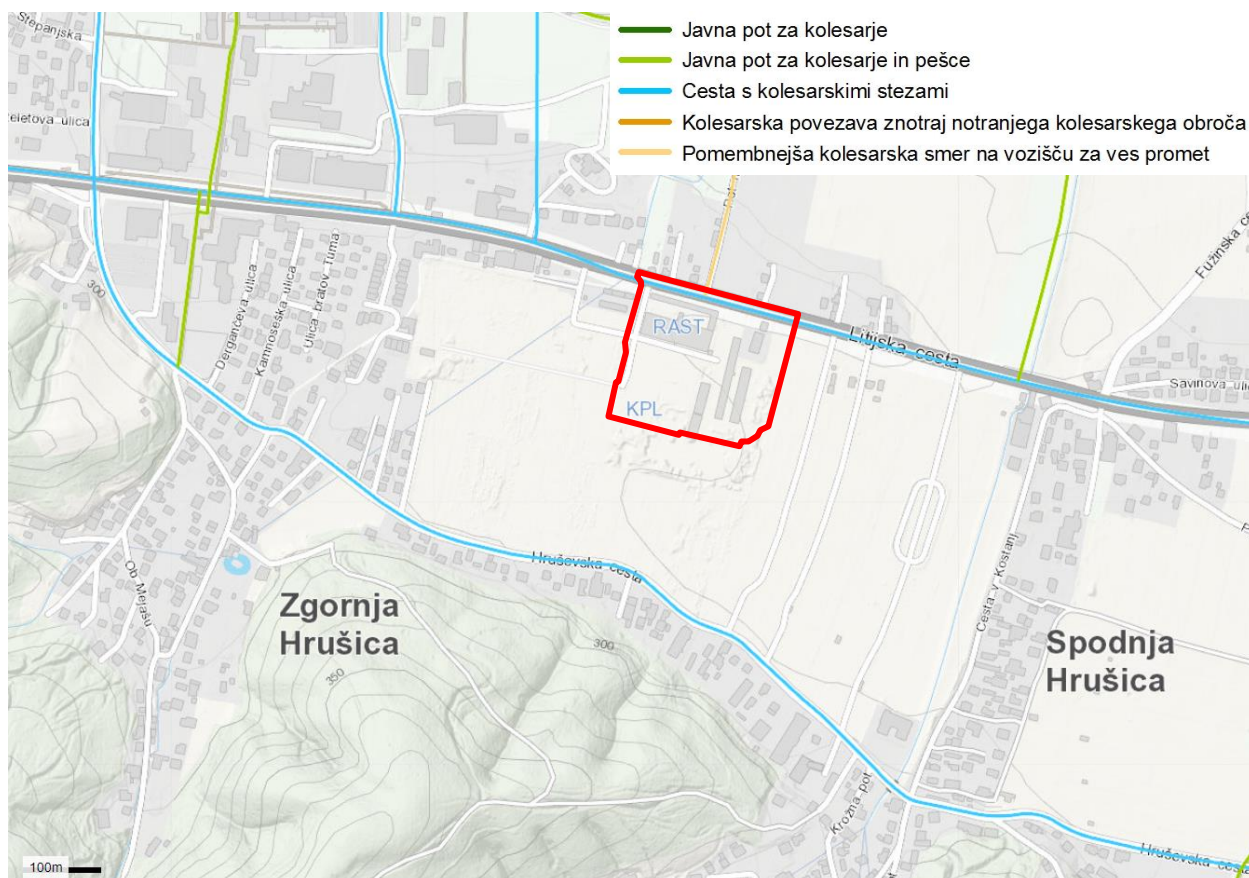 Stepanjska
Javna pot za kolesarje
Javna pot za kolesarje in pešce
Cesta s kolesarskimi stezami
Kolesarska povezava znotraj notranjega kolesarskega obroča
Pomembnejša kolesarska smer na vozišču za ves promet
ulica
300
Dergančeva ulica
Kamnoseška ulica
Ulica bratov Tuma
Fužinska
RAST
Litijska cesta
Savinova
KPL
Hruševska cesta
Cesta v Kostanj
Ob Mejašu
Zgornja
Hrušica
300
350
Spodnja
Hrušica
Krožna pot
Hruševska cesta
100m